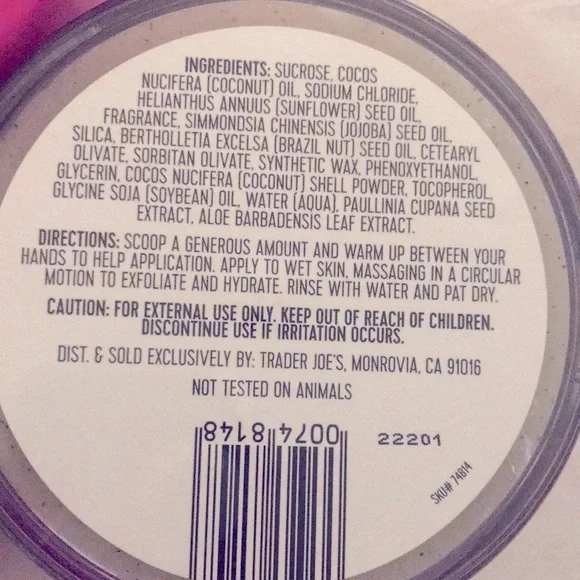 INGREDIENTS: SUCROSE, COCOS
NUCIFERA (COCONUT) OIL, SODIUM CHLORIDE,
HELIANTHUS ANNUUS (SUNFLOWER) SEED OIL,
FRAGRANCE, SIMMONDSIA CHINENSIS (JOJOBA) SEED OIL,
SILICA, BERTHOLLETIA EXCELSA (BRAZIL NUT) SEED OIL, CETEARYL
OLIVATE, SORBITAN OLIVATE, SYNTHETIC WAX, PHENOXYETHANOL,
GLYCERIN, COCOS NUCIFERA (COCONUT) SHELL POWDER, TOCOPHEROL,
GLYCINE SOJA (SOYBEAN) OIL, WATER (AQUA), PAULLINIA CUPANA SEED
EXTRACT, ALOE BARBADENSIS LEAF EXTRACT.
DIRECTIONS: SCOOP A GENEROUS AMOUNT AND WARM UP BETWEEN YOUR
HANDS TO HELP APPLICATION. APPLY TO WET SKIN, MASSAGING IN A CIRCULAR
MOTION TO EXFOLIATE AND HYDRATE. RINSE WITH WATER AND PAT DRY.
CAUTION: FOR EXTERNAL USE ONLY. KEEP OUT OF REACH OF CHILDREN.
DISCONTINUE USE IF IRRITATION OCCURS.
DIST. & SOLD EXCLUSIVELY BY: TRADER JOE'S, MONROVIA, CA 91016
NOT TESTED ON ANIMALS
0074 8148
22201
SKU# 74814